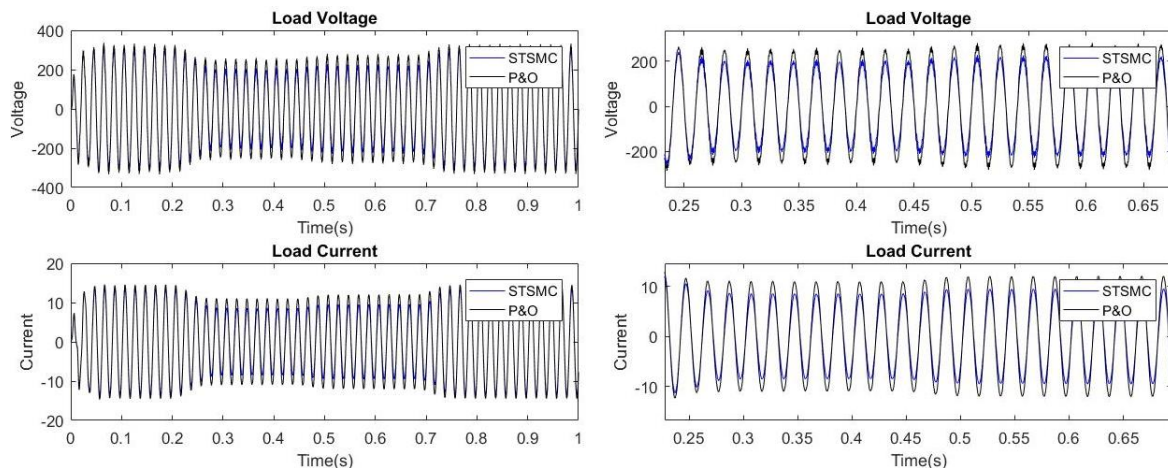 Load Voltage
400
200
0
-200
-400
Voltage
STSMC
P&O
0 0.1 0.2 0.3 0.4 0.5 0.6 0.7 0.8 0.9 1
Time(s)
Load Voltage
200
0
-200
Voltage
STSMC
P&O
0.25 0.3 0.35 0.4 0.45 0.5 0.55 0.6 0.65
Time(s)
Load Current
20
10
0
-10
-20
Current
STSMC
P&O
0 0.1 0.2 0.3 0.4 0.5 0.6 0.7 0.8 0.9 1
Time(s)
Load Current
10
0
-10
Current
STSMC
P&O
0.25 0.3 0.35 0.4 0.45 0.5 0.55 0.6 0.65
Time(s)